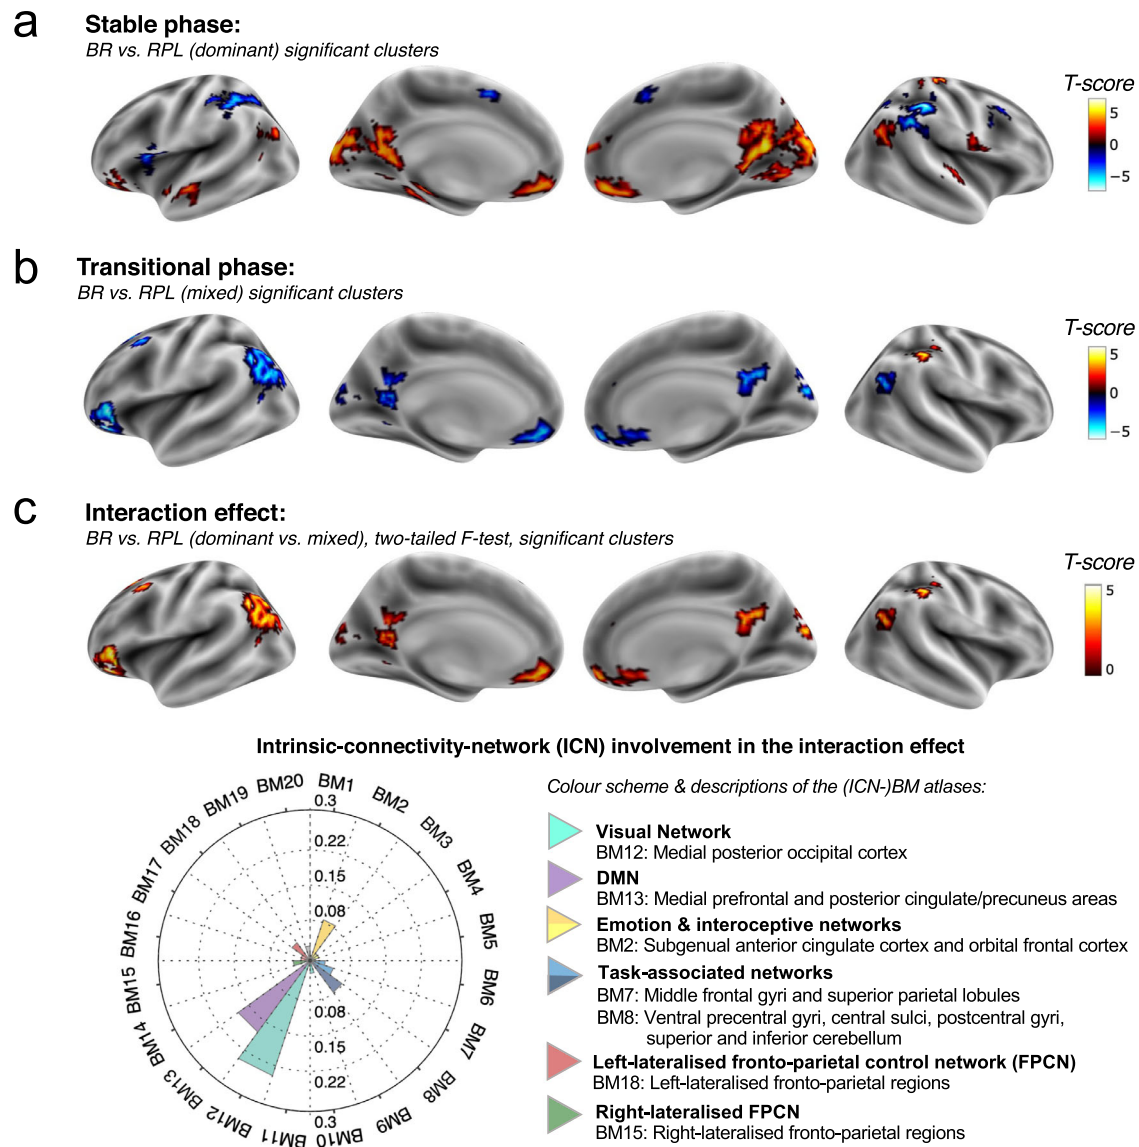 a
Stable phase:
BR vs. RPL (dominant) significant clusters
T-score
5
0
−5
b
Transitional phase:
BR vs. RPL (mixed) significant clusters
T-score
5
0
−5
c
Interaction effect:
BR vs. RPL (dominant vs. mixed), two-tailed F-test, significant clusters
T-score
5
0
Intrinsic-connectivity-network (ICN) involvement in the interaction effect
BM1
BM2
BM3
BM4
BM5
BM6
BM7
BM8
BM9
BM10
BM11
BM12
BM13
BM14
BM15
BM16
BM17
BM18
BM19
BM20
0.3
0.22
0.15
0.08
0.08
0.15
0.22
0.3
Colour scheme & descriptions of the (ICN-)BM atlases:
Visual Network
BM12: Medial posterior occipital cortex
DMN
BM13: Medial prefrontal and posterior cingulate/precuneus areas
Emotion & interoceptive networks
BM2: Subgenual anterior cingulate cortex and orbital frontal cortex
Task-associated networks
BM7: Middle frontal gyri and superior parietal lobules
BM8: Ventral precentral gyri, central sulci, postcentral gyri,
superior and inferior cerebellum
Left-lateralised fronto-parietal control network (FPCN)
BM18: Left-lateralised fronto-parietal regions
Right-lateralised FPCN
BM15: Right-lateralised fronto-parietal regions